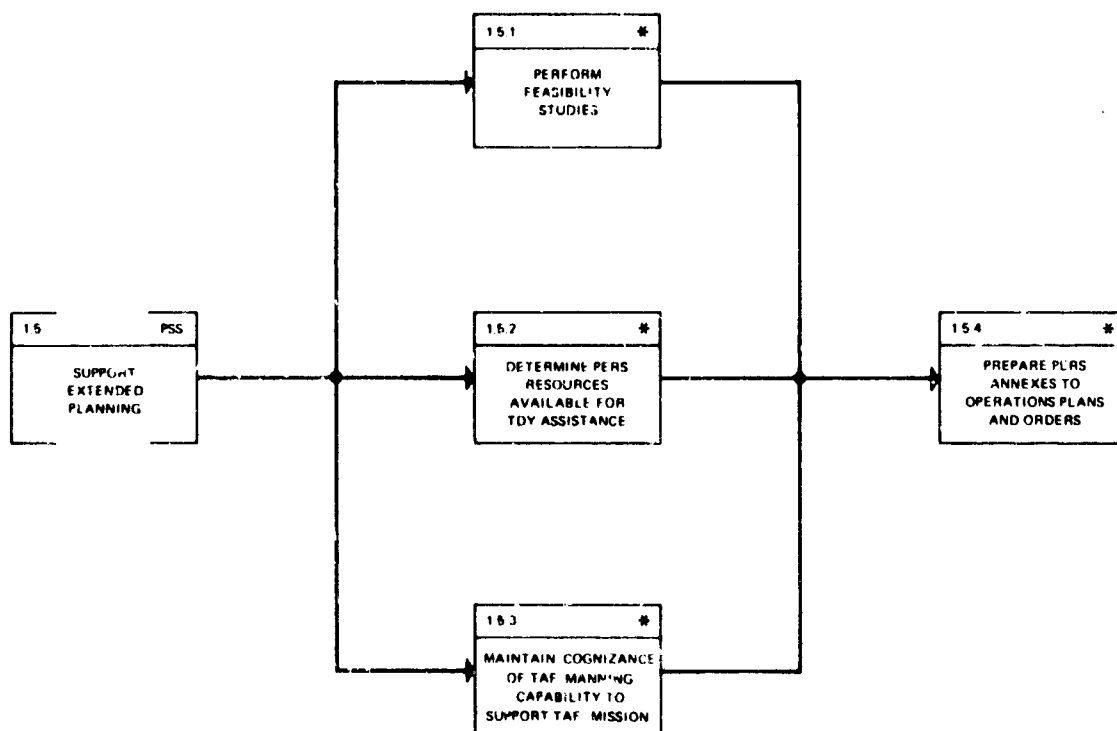 1.5.1 *
PERFORM
FEASIBILITY
STUDIES
1.5 PSS
SUPPORT
EXTENDED
PLANNING
1.5.2 *
DETERMINE PERS
RESOURCES
AVAILABLE FOR
TDY ASSISTANCE
1.5.4 *
PREPARE PERS
ANNEXES TO
OPERATIONS PLANS
AND ORDERS
1.5.3 *
MAINTAIN COGNIZANCE
OF TAF MANNING
CAPABILITY TO
SUPPORT TAF MISSION